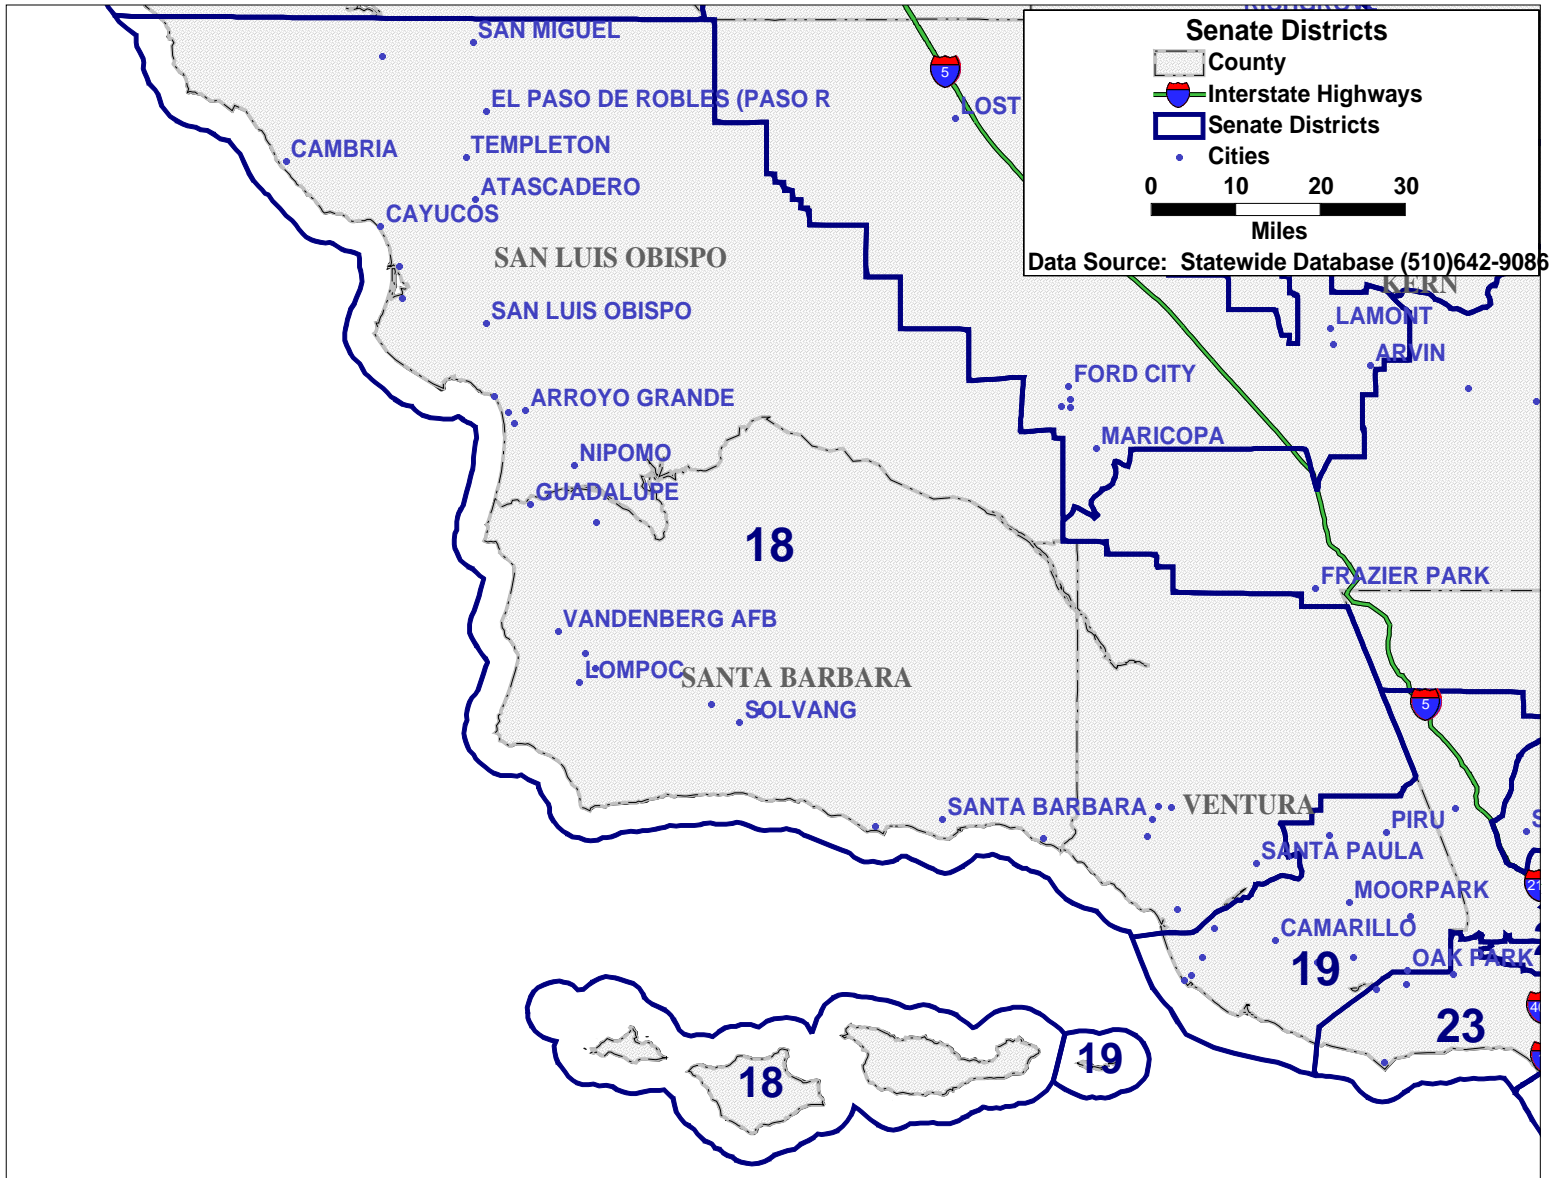 Senate Districts
County
Interstate Highways
Senate Districts
Cities
0 10 20 30
Miles
Data Source: Statewide Database (510)642-9086
SAN MIGUEL
5
EL PASO DE ROBLES (PASO R
LOST
CAMBRIA
TEMPLETON
ATASCADERO
CAYUCOS
SAN LUIS OBISPO
KERN
SAN LUIS OBISPO
LAMONT
ARVIN
FORD CITY
ARROYO GRANDE
MARICOPA
NIPOMO
GUADALUPE
18
FRAZIER PARK
VANDENBERG AFB
LOMPOC
SANTA BARBARA
SOLVANG
5
SANTA BARBARA
VENTURA
PIRU
S
SANTA PAULA
21
MOORPARK
CAMARILLO
OAK PARK
19
23
40
18
19